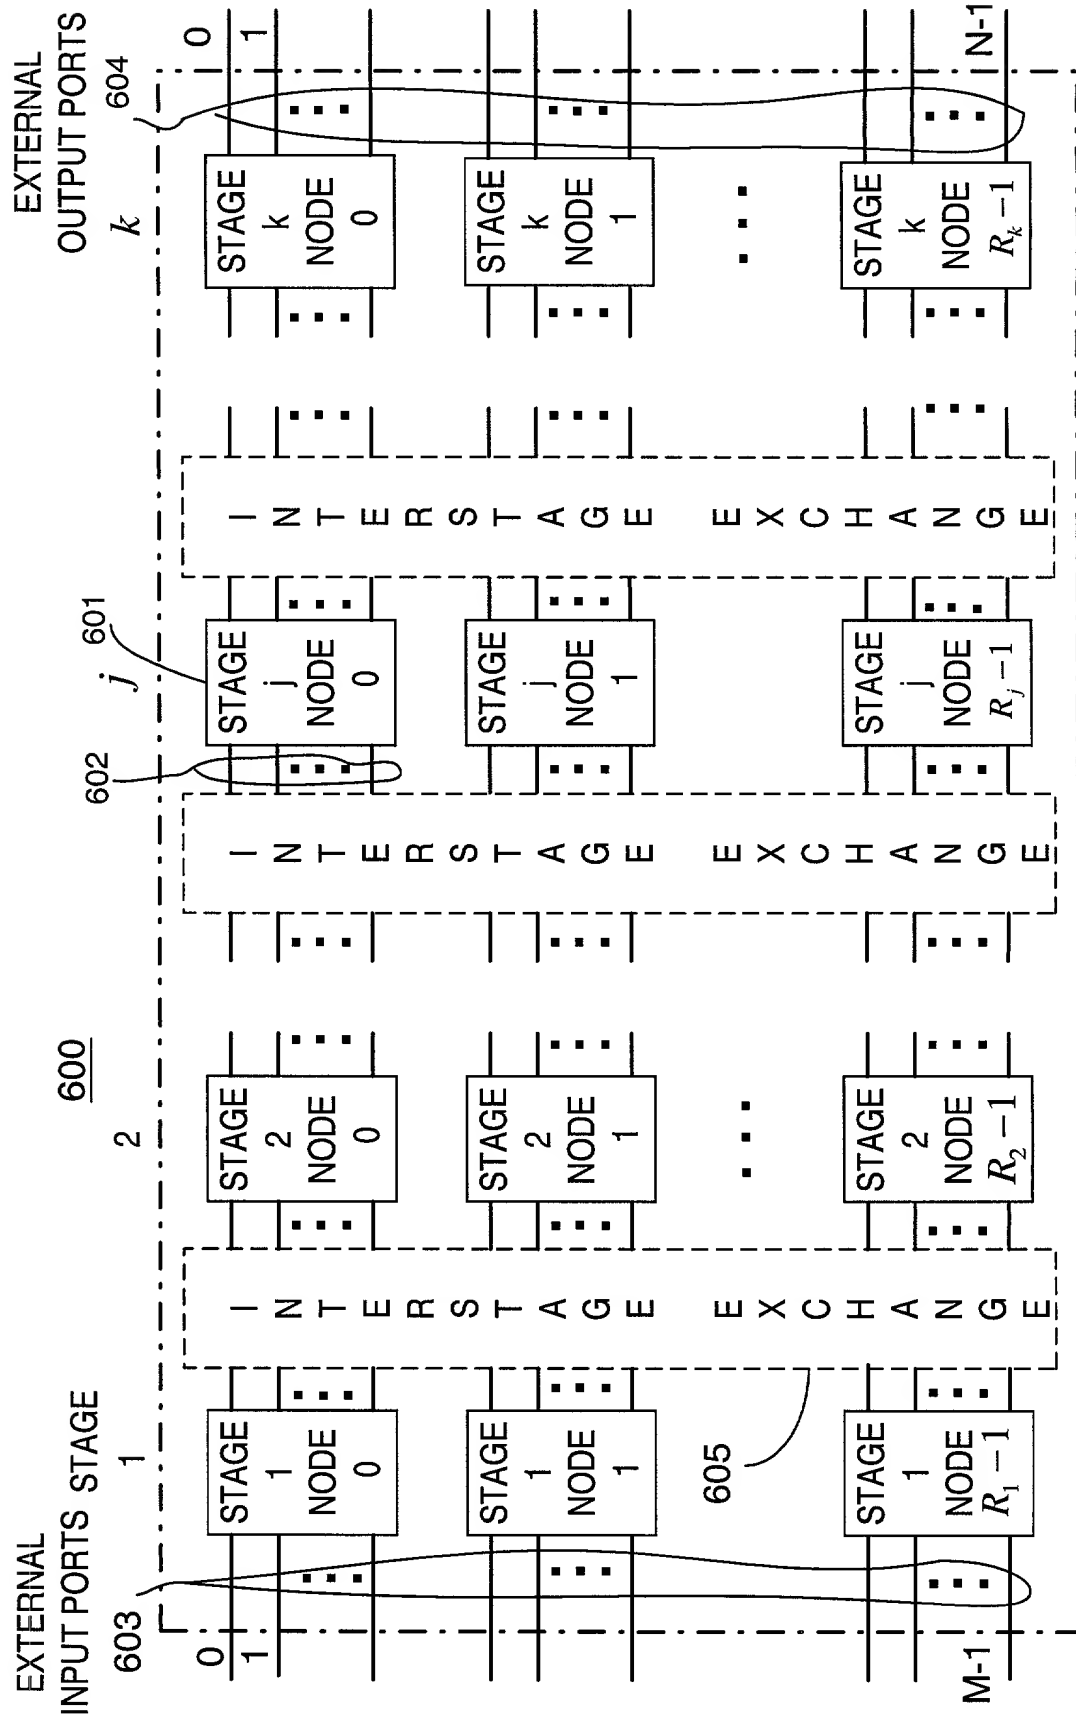 EXTERNAL
INPUT PORTS
603
STAGE
1
2
600
j
k
EXTERNAL
OUTPUT PORTS
604
601
602
605
0
1
M-1
STAGE
1
NODE
0
STAGE
1
NODE
1
STAGE
1
NODE
R₁ −1
INTERSTAGE EXCHANGE
STAGE
2
NODE
0
STAGE
2
NODE
1
STAGE
2
NODE
R₂ −1
INTERSTAGE EXCHANGE
STAGE
j
NODE
0
STAGE
j
NODE
1
STAGE
j
NODE
Rⱼ −1
INTERSTAGE EXCHANGE
STAGE
k
NODE
0
STAGE
k
NODE
1
STAGE
k
NODE
Rₖ −1
0
1
N-1